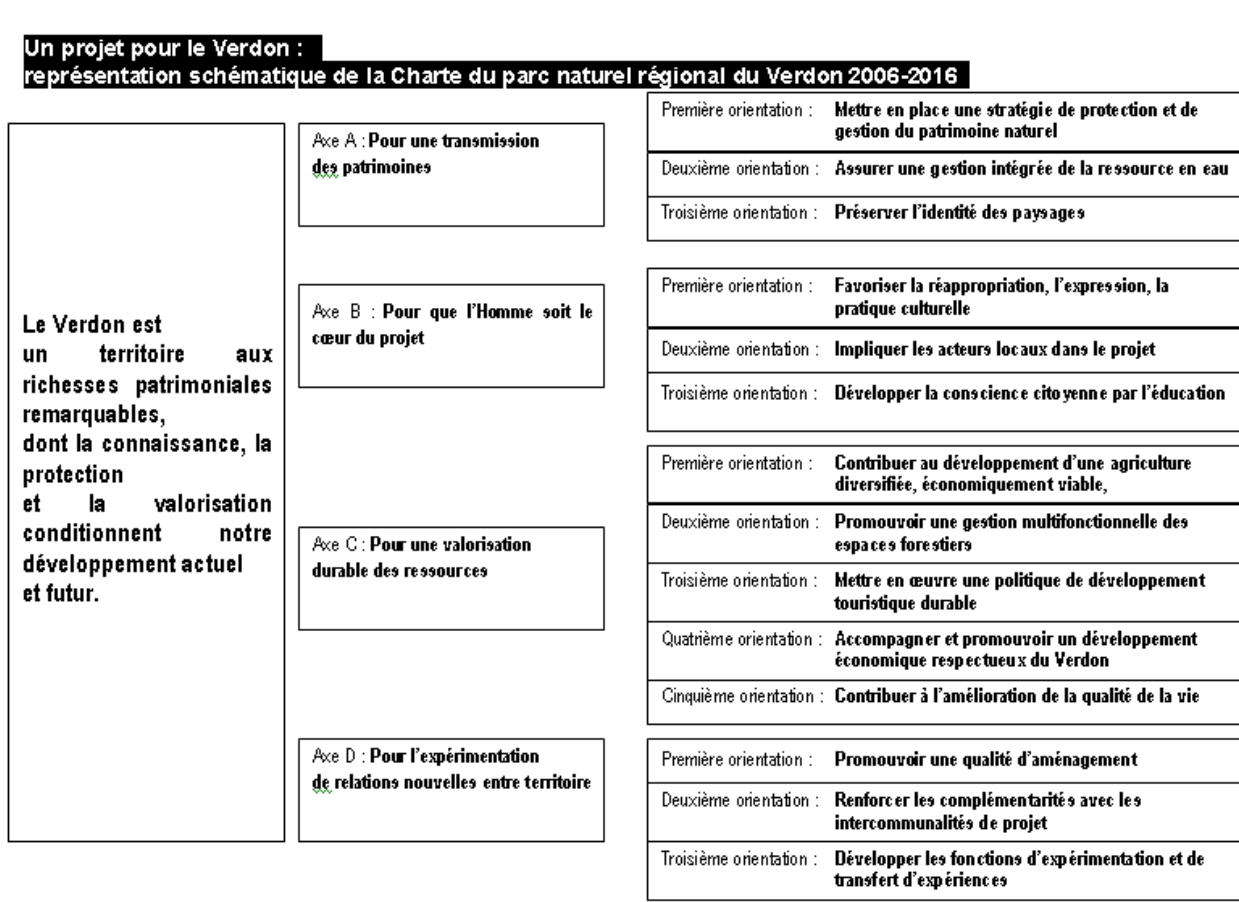 Un projet pour le Verdon :
représentation schématique de la Charte du parc naturel régional du Verdon 2006-2016
Le Verdon est
un territoire aux
richesses patrimoniales
remarquables,
dont la connaissance, la
protection
et la valorisation
conditionnent notre
développement actuel
et futur.
Axe A : Pour une transmission
des patrimoines
Première orientation : Mettre en place une stratégie de protection et de
gestion du patrimoine naturel
Deuxième orientation : Assurer une gestion intégrée de la ressource en eau
Troisième orientation : Préserver l'identité des paysages
Axe B : Pour que l'Homme soit le
cœur du projet
Première orientation : Favoriser la réappropriation, l'expression, la
pratique culturelle
Deuxième orientation : Impliquer les acteurs locaux dans le projet
Troisième orientation : Développer la conscience citoyenne par l'éducation
Axe C : Pour une valorisation
durable des ressources
Première orientation : Contribuer au développement d'une agriculture
diversifiée, économiquement viable,
Deuxième orientation : Promouvoir une gestion multifonctionnelle des
espaces forestiers
Troisième orientation : Mettre en œuvre une politique de développement
touristique durable
Quatrième orientation : Accompagner et promouvoir un développement
économique respectueux du Verdon
Cinquième orientation : Contribuer à l'amélioration de la qualité de la vie
Axe D : Pour l'expérimentation
de relations nouvelles entre territoire
Première orientation : Promouvoir une qualité d'aménagement
Deuxième orientation : Renforcer les complémentarités avec les
intercommunalités de projet
Troisième orientation : Développer les fonctions d'expérimentation et de
transfert d'expériences